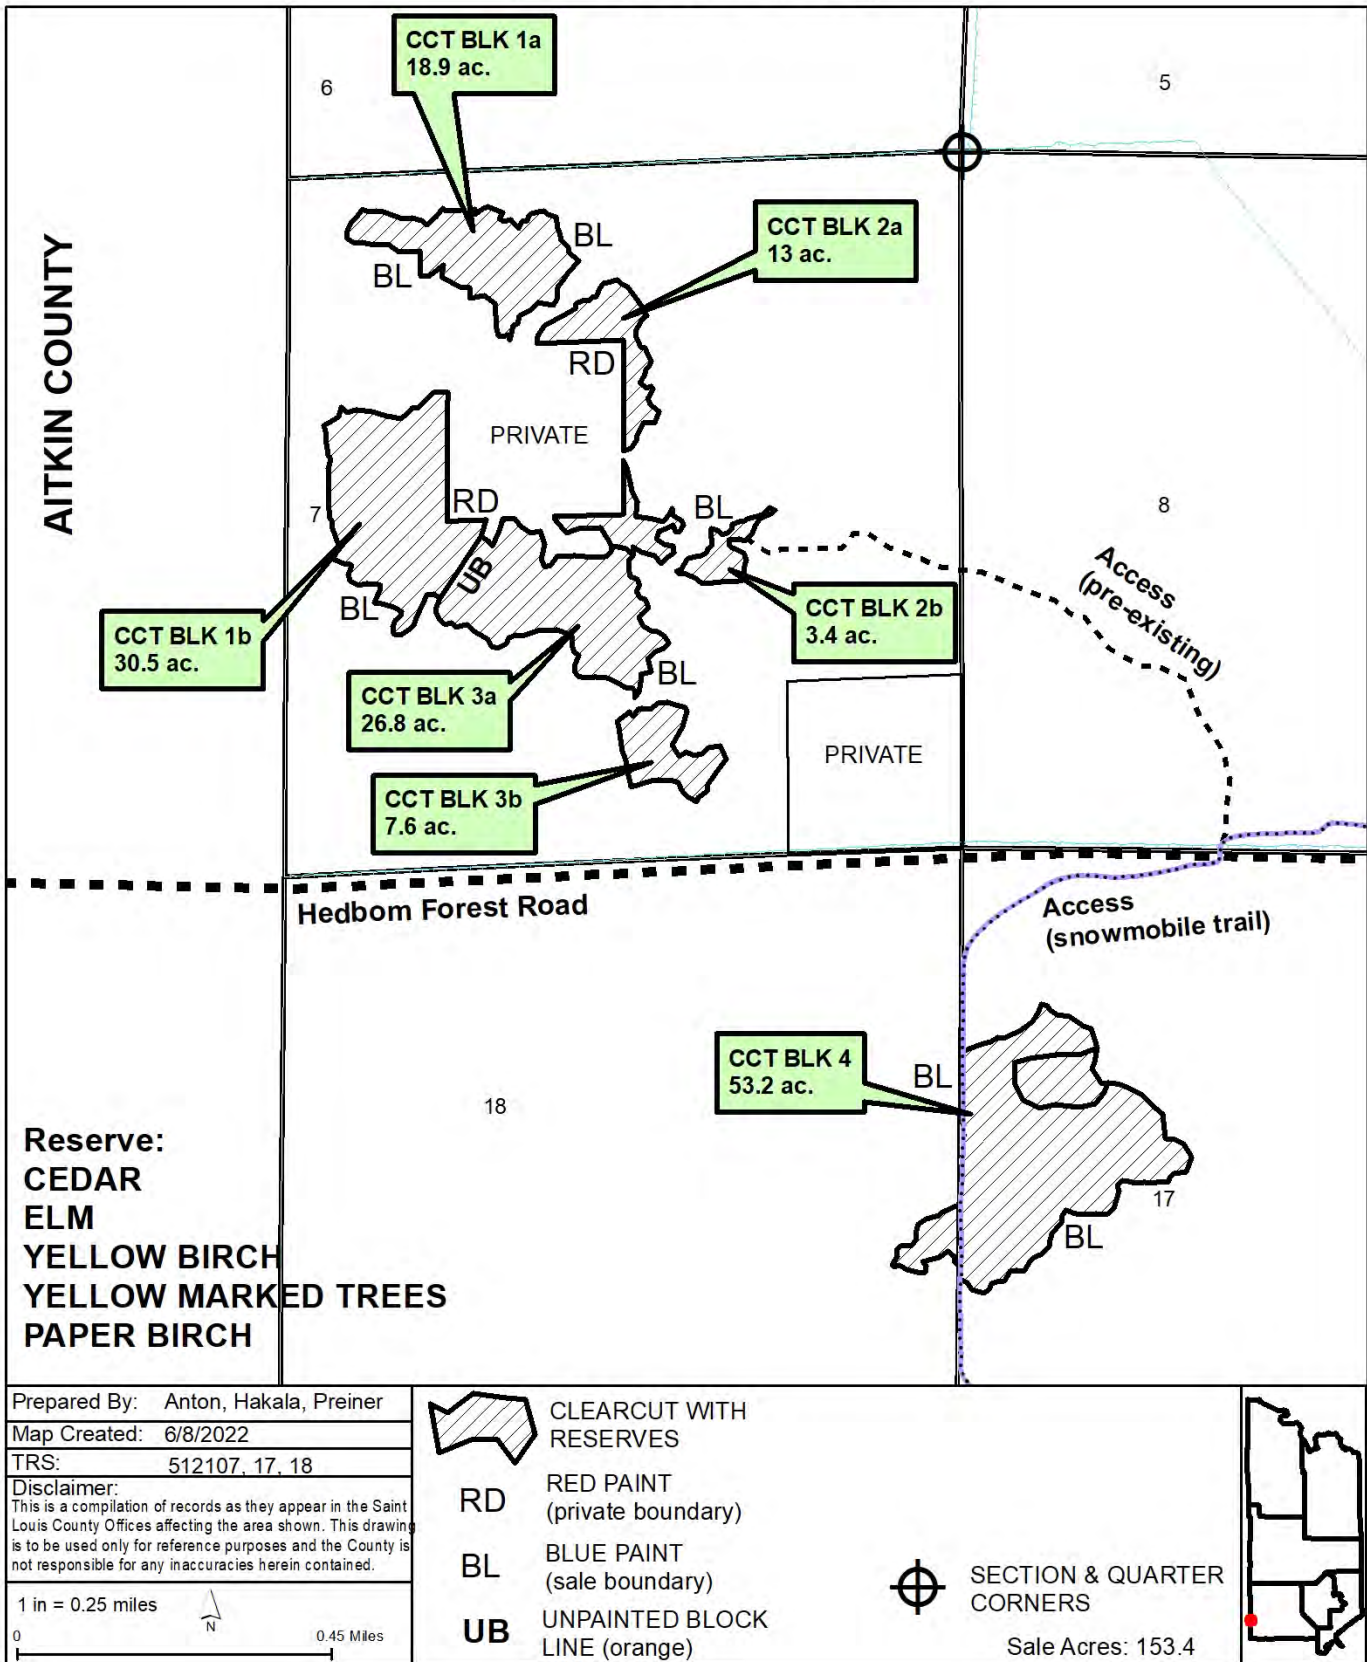 CCT BLK 1a
18.9 ac.
6
5
AITKIN COUNTY
BL
BL
CCT BLK 2a
13 ac.
RD
PRIVATE
RD
7
BL
8
UB
Access
(pre-existing)
BL
CCT BLK 1b
30.5 ac.
CCT BLK 2b
3.4 ac.
BL
CCT BLK 3a
26.8 ac.
PRIVATE
CCT BLK 3b
7.6 ac.
Hedbom Forest Road
Access
(snowmobile trail)
CCT BLK 4
53.2 ac.
BL
18
17
BL
Reserve:
CEDAR
ELM
YELLOW BIRCH
YELLOW MARKED TREES
PAPER BIRCH
Prepared By: Anton, Hakala, Preiner
Map Created: 6/8/2022
TRS: 512107, 17, 18
Disclaimer:
This is a compilation of records as they appear in the Saint
Louis County Offices affecting the area shown. This drawing
is to be used only for reference purposes and the County is
not responsible for any inaccuracies herein contained.
1 in = 0.25 miles
N
0 0.45 Miles
CLEARCUT WITH
RESERVES
RD RED PAINT
(private boundary)
BL BLUE PAINT
(sale boundary)
UB UNPAINTED BLOCK
LINE (orange)
SECTION & QUARTER
CORNERS
Sale Acres: 153.4